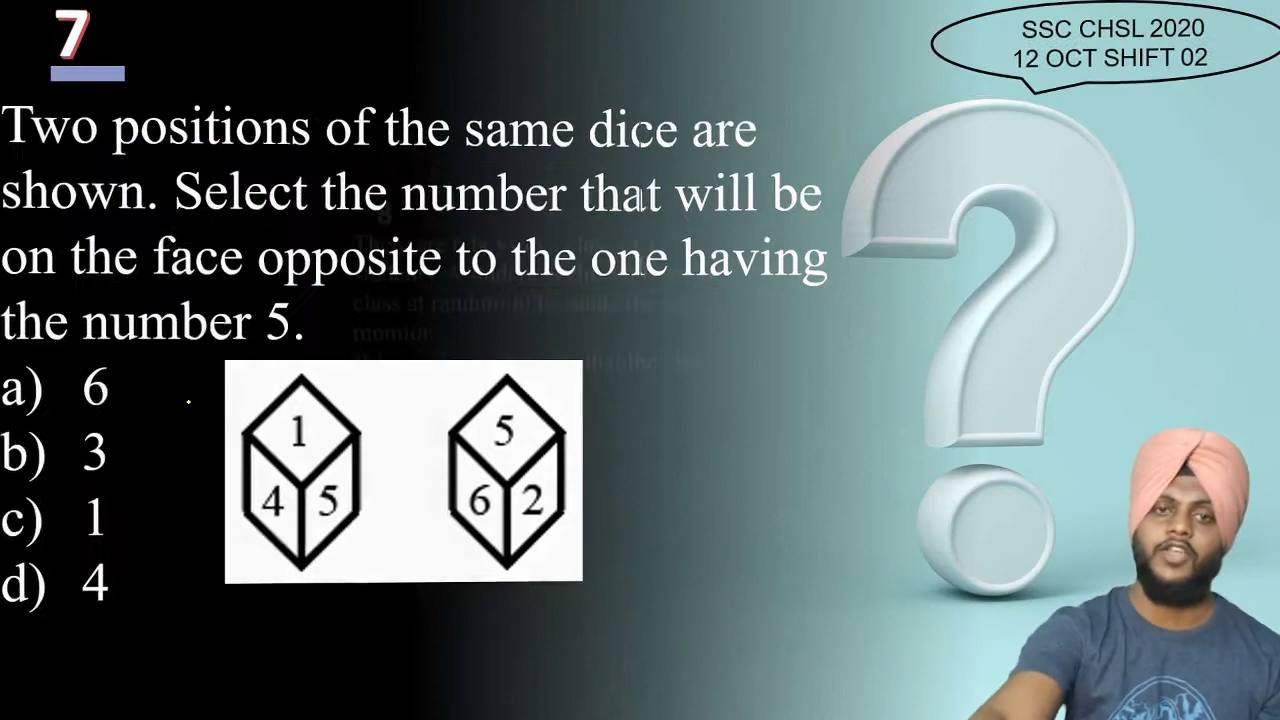 7
SSC CHSL 2020
12 OCT SHIFT 02
Two positions of the same dice are
shown. Select the number that will be
on the face opposite to the one having
the number 5.
a) 6
b) 3
c) 1
d) 4
1
4 5
5
6 2